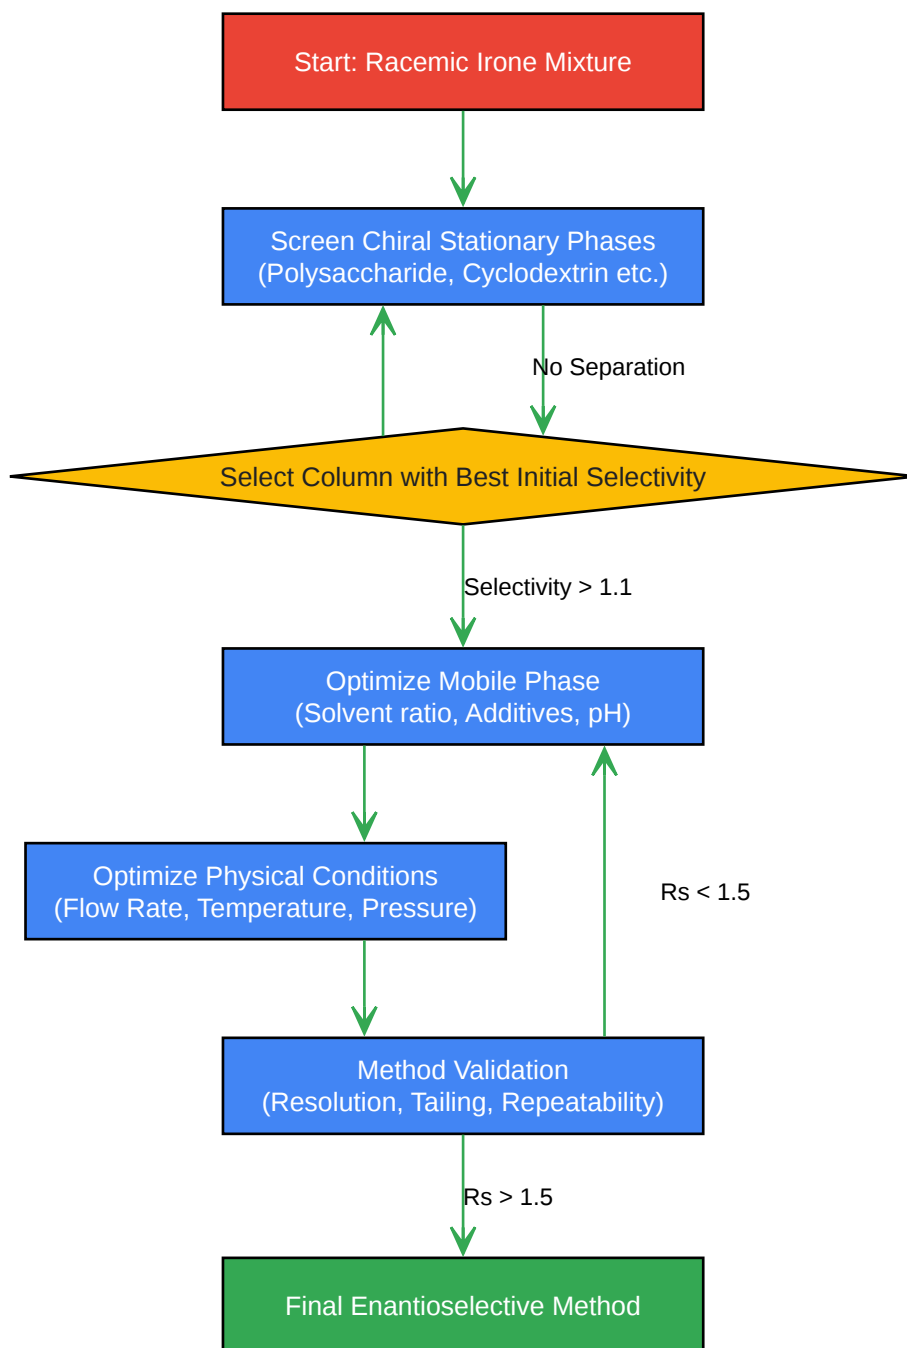 Start: Racemic Irone Mixture
Screen Chiral Stationary Phases
(Polysaccharide, Cyclodextrin etc.)
No Separation
Select Column with Best Initial Selectivity
Selectivity > 1.1
Optimize Mobile Phase
(Solvent ratio, Additives, pH)
Optimize Physical Conditions
(Flow Rate, Temperature, Pressure)
Rs < 1.5
Method Validation
(Resolution, Tailing, Repeatability)
Rs > 1.5
Final Enantioselective Method